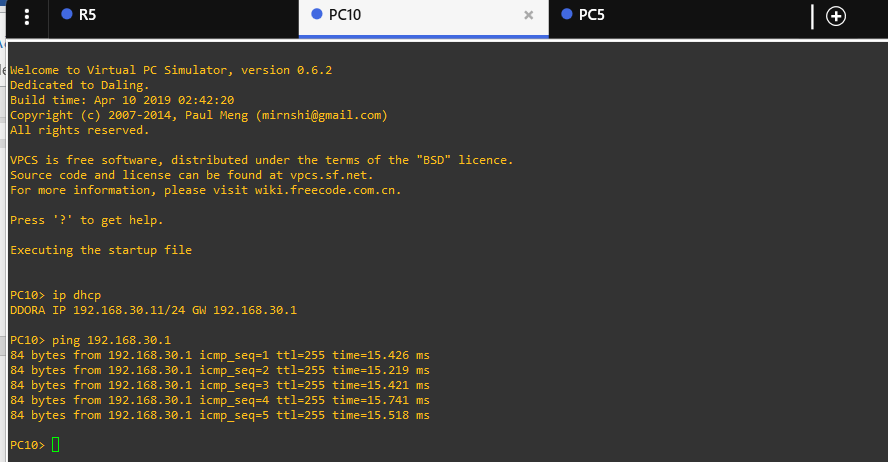 R5
PC10
×
PC5
Welcome to Virtual PC Simulator, version 0.6.2
Dedicated to Daling.
Build time: Apr 10 2019 02:42:20
Copyright (c) 2007-2014, Paul Meng (mirnshi@gmail.com)
All rights reserved.
VPCS is free software, distributed under the terms of the "BSD" licence.
Source code and license can be found at vpcs.sf.net.
For more information, please visit wiki.freecode.com.cn.
Press '?' to get help.
Executing the startup file
PC10> ip dhcp
DDORA IP 192.168.30.11/24 GW 192.168.30.1
PC10> ping 192.168.30.1
84 bytes from 192.168.30.1 icmp_seq=1 ttl=255 time=15.426 ms
84 bytes from 192.168.30.1 icmp_seq=2 ttl=255 time=15.219 ms
84 bytes from 192.168.30.1 icmp_seq=3 ttl=255 time=15.421 ms
84 bytes from 192.168.30.1 icmp_seq=4 ttl=255 time=15.741 ms
84 bytes from 192.168.30.1 icmp_seq=5 ttl=255 time=15.518 ms
PC10>